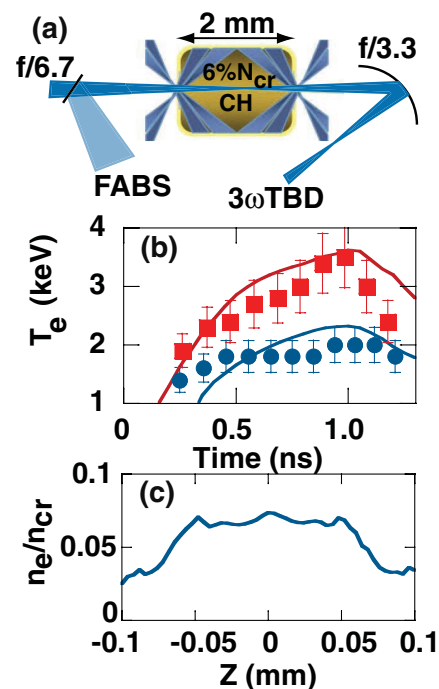 (a)
2 mm
f/6.7
f/3.3
6%Ncr
CH
FABS
3ωTBD
(b)
Te (keV)
4
3
2
1
0
0.5
1.0
Time (ns)
(c)
ne/ncr
0.1
0.05
0
-0.1
-0.05
0
0.05
0.1
Z (mm)